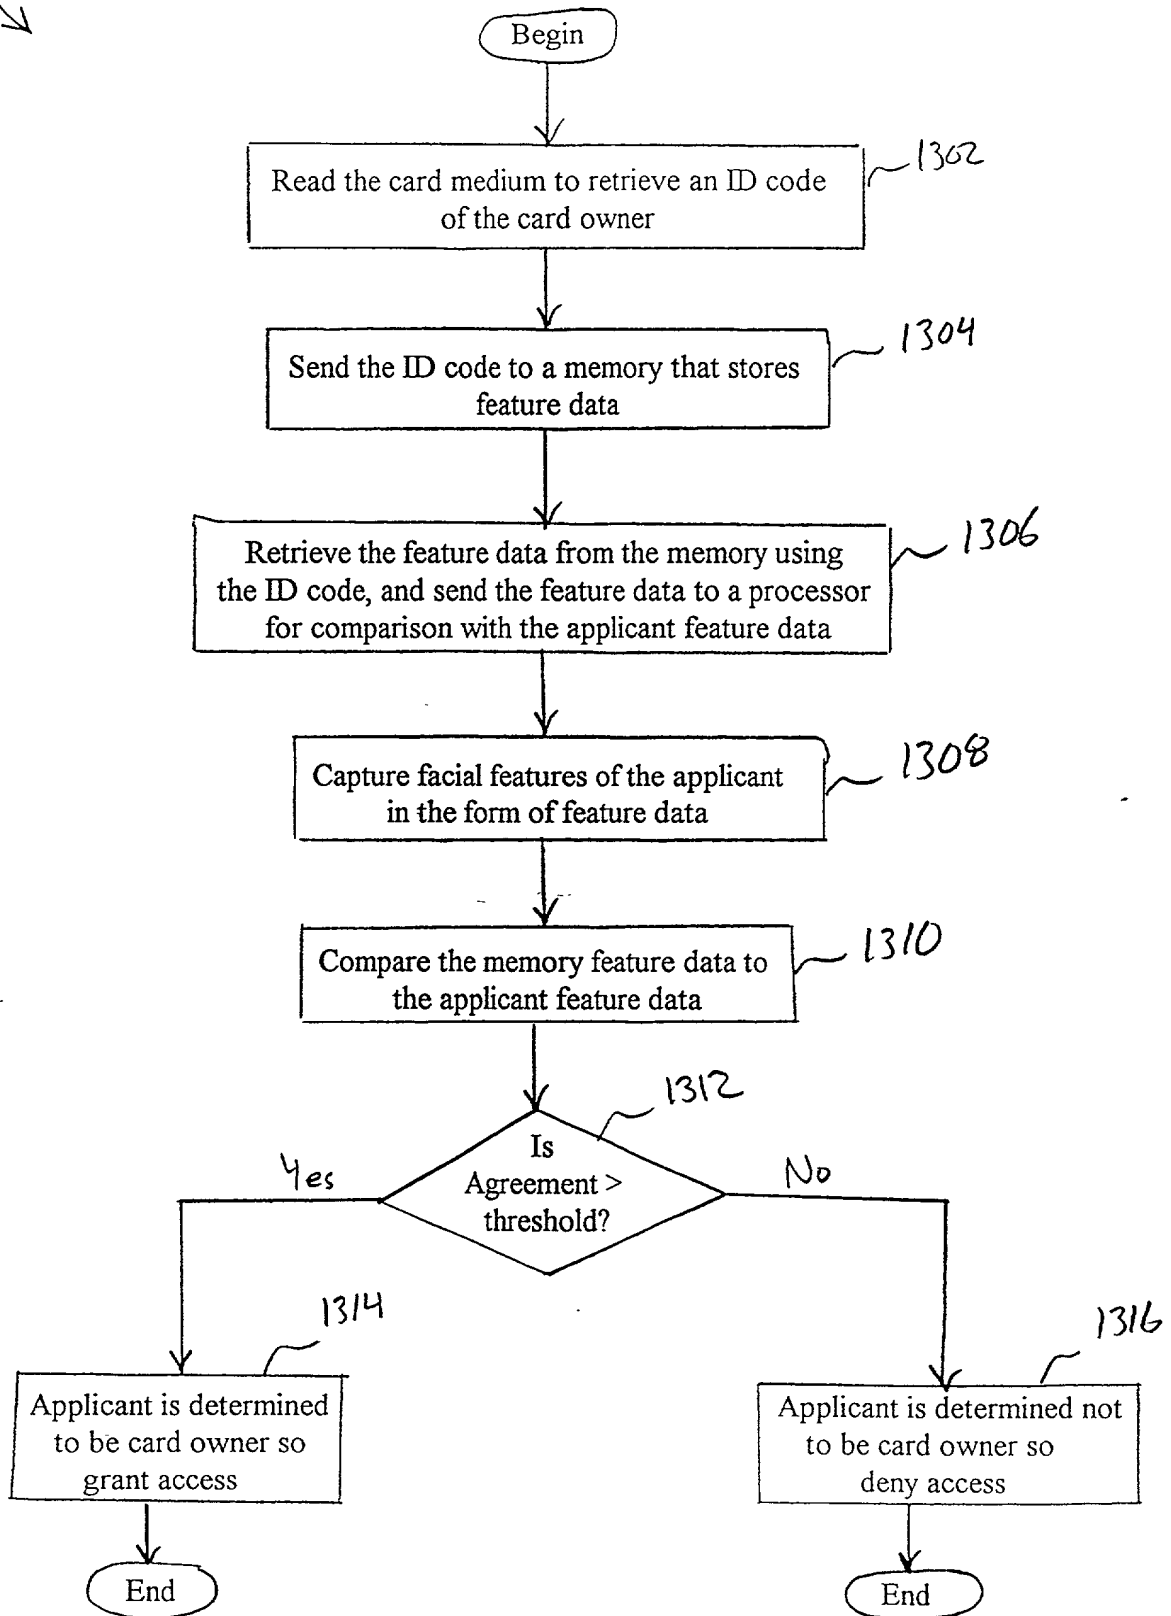 Begin
1302
Read the card medium to retrieve an ID code
of the card owner
1304
Send the ID code to a memory that stores
feature data
1306
Retrieve the feature data from the memory using
the ID code, and send the feature data to a processor
for comparison with the applicant feature data
1308
Capture facial features of the applicant
in the form of feature data
1310
Compare the memory feature data to
the applicant feature data
1312
Is
Agreement >
threshold?
Yes
No
1314
Applicant is determined
to be card owner so
grant access
1316
Applicant is determined not
to be card owner so
deny access
End
End